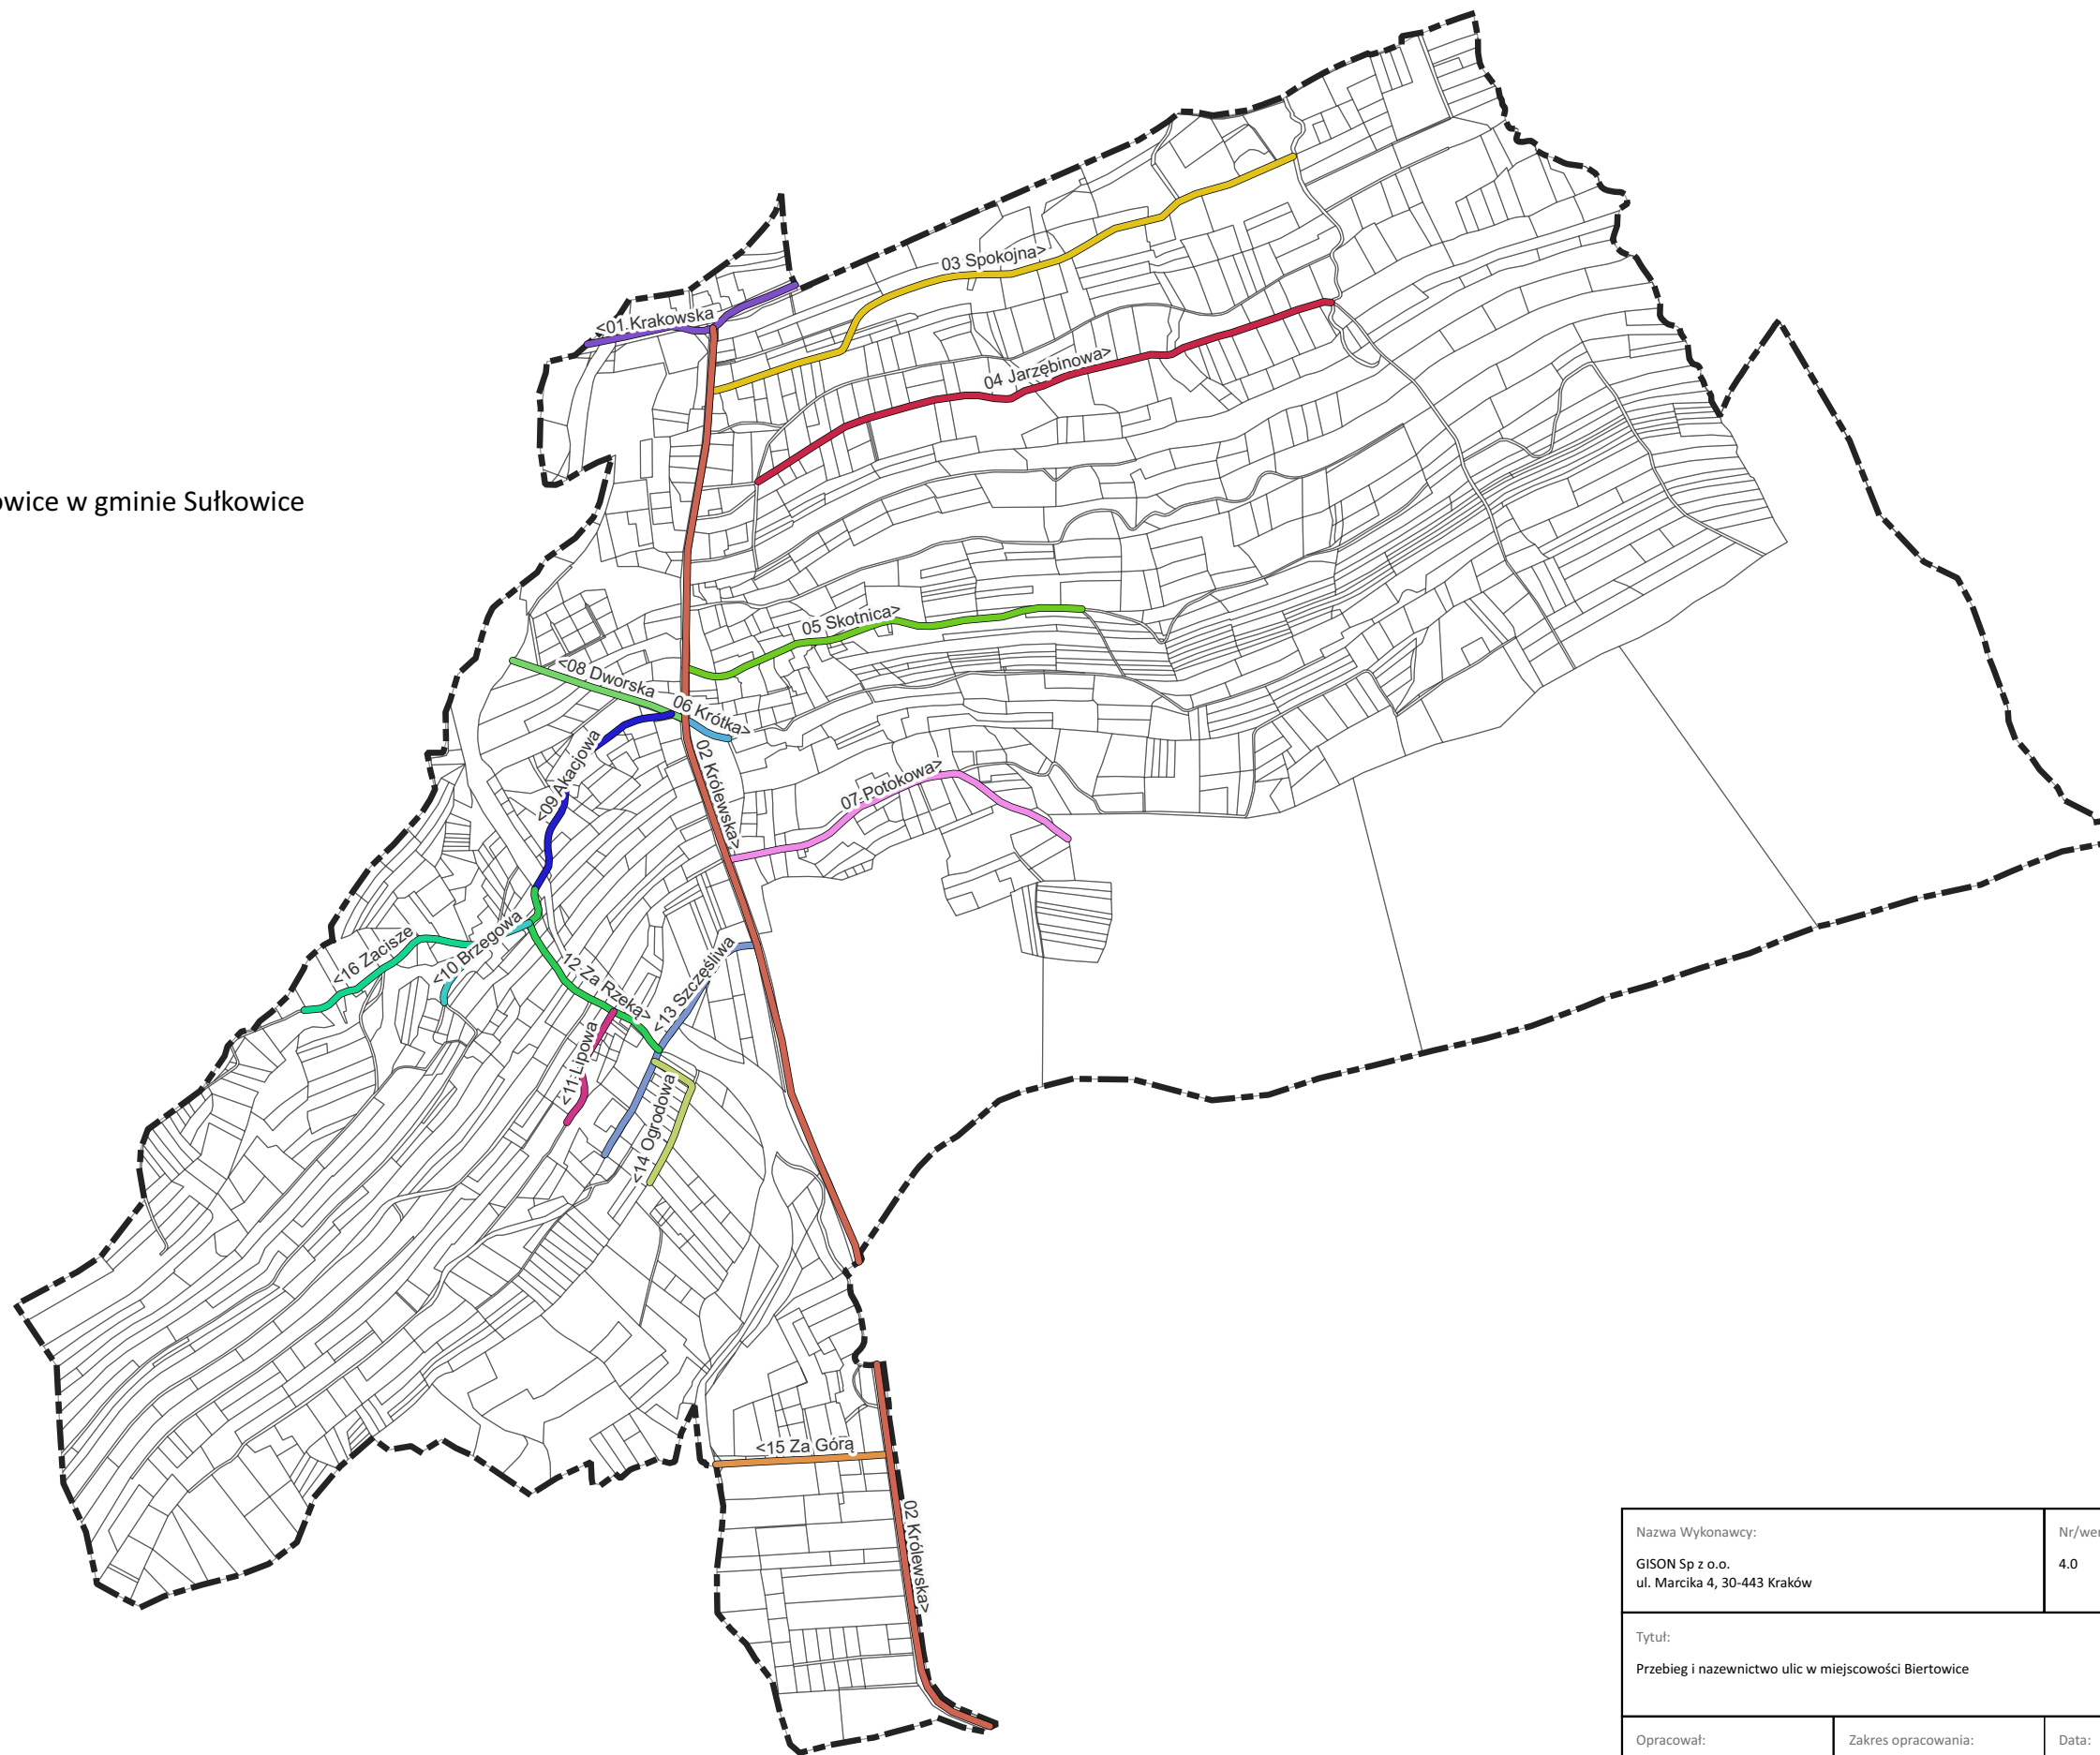 03 Spokojna>
<01 Krakowska
04 Jarzębinowa>
w gminie Sułkowice
05 Skotnica>
<08 Dworska
06 Krótka>
<09 Akacjowa
02 Królewska>
07 Potokowa>
<16 Zacisze
<10 Brzegowa
12 Za Rzeką>
<13 Szczęśliwa
<11 Lipowa
<14 Ogrodowa
<15 Za Górą
02 Królewska>
Nazwa Wykonawcy:
GISON Sp z o.o.
ul. Marcika 4, 30-443 Kraków
4.0
Tytuł:
Przebieg i nazewnictwo ulic w miejscowości Biertowice
Opracował:
Zakres opracowania:
Data: